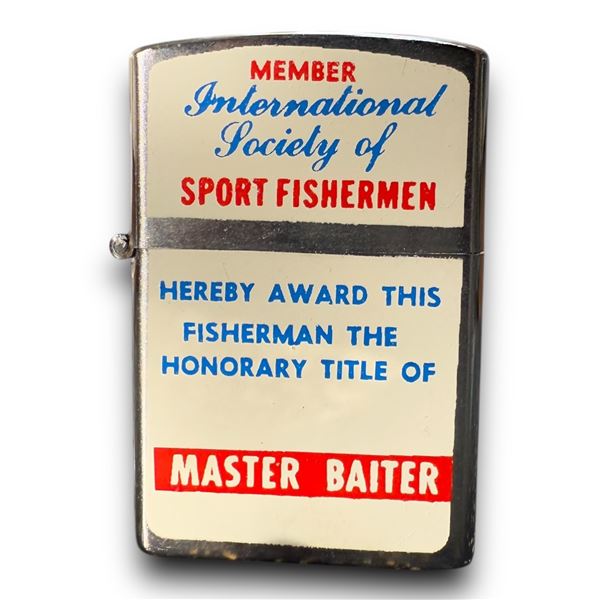 MEMBER
International
Society of
SPORT FISHERMEN
HEREBY AWARD THIS
FISHERMAN THE
HONORARY TITLE OF
MASTER BAITER